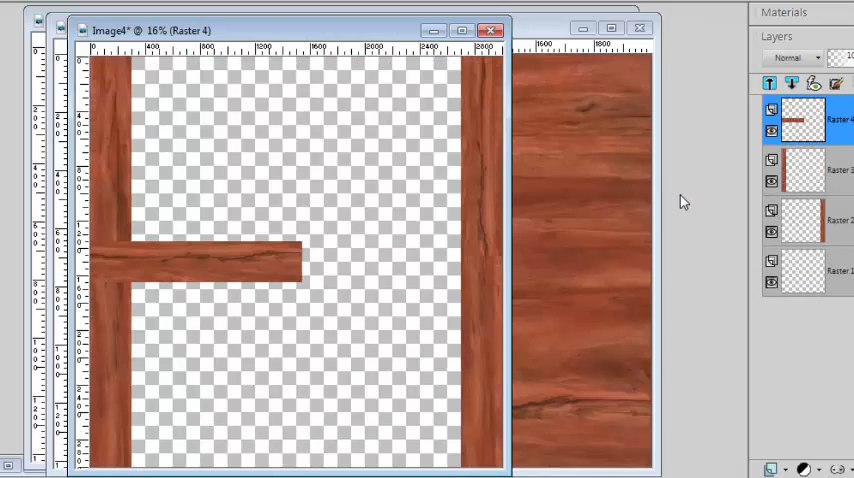 Materials
Layers
Image4* @ 16% (Raster 4)
0 400 800 1200 1600 2000 2400 2800
1600 1800
Normal
10
Raster 4
Raster 3
Raster 2
Raster 1